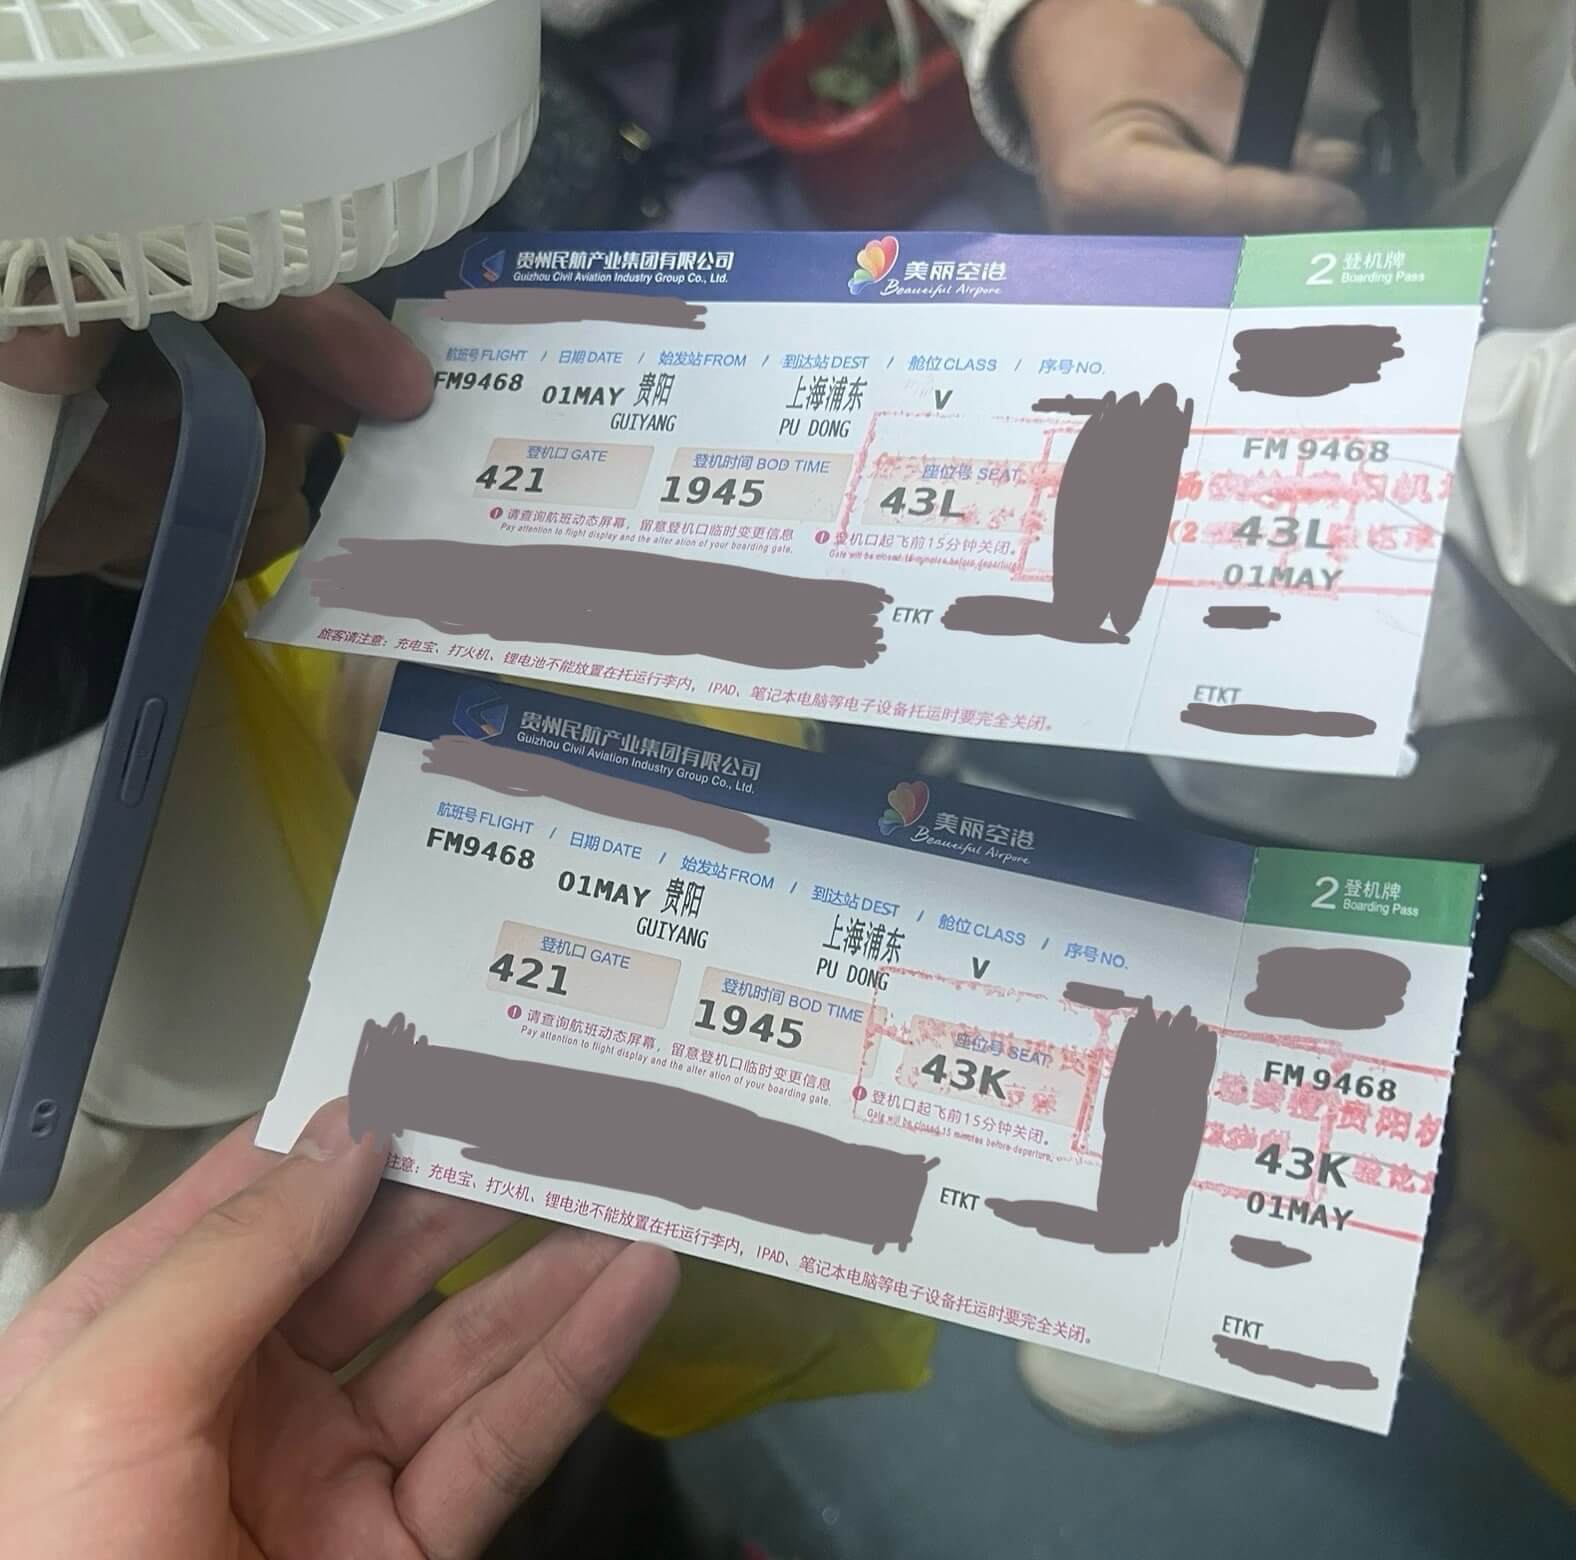 贵州民航产业集团有限公司
Guizhou Civil Aviation Industry Group Co., Ltd.
美丽空港
Beautiful Airport
2 登机牌
Boarding Pass
航班号 FLIGHT / 日期 DATE / 始发站 FROM / 到达站 DEST / 舱位 CLASS / 序号 NO.
FM9468 01MAY 贵阳 上海浦东 V
GUIYANG PU DONG
登机口 GATE 登机时间 BOD TIME 座位号 SEAT
421 1945 43L
请查询航班动态屏幕，留意登机口临时变更信息
Pay attention to flight display and the alter ation of your boarding gate.
登机口起飞前15分钟关闭。
Gate will be closed 15 minutes before departure.
ETKT
旅客请注意：充电宝、打火机、锂电池不能放置在托运行李内，IPAD、笔记本电脑等电子设备托运时要完全关闭。
FM 9468
43L
01MAY
ETKT
贵州民航产业集团有限公司
Guizhou Civil Aviation Industry Group Co., Ltd.
美丽空港
Beautiful Airport
2 登机牌
Boarding Pass
航班号 FLIGHT / 日期 DATE / 始发站 FROM / 到达站 DEST / 舱位 CLASS / 序号 NO.
FM9468 01MAY 贵阳 上海浦东 V
GUIYANG PU DONG
登机口 GATE 登机时间 BOD TIME 座位号 SEAT
421 1945 43K
请查询航班动态屏幕，留意登机口临时变更信息
Pay attention to flight display and the alter ation of your boarding gate.
登机口起飞前15分钟关闭。
Gate will be closed 15 minutes before departure.
ETKT
注意：充电宝、打火机、锂电池不能放置在托运行李内，IPAD、笔记本电脑等电子设备托运时要完全关闭。
FM 9468
贵阳机
43K
01MAY
ETKT